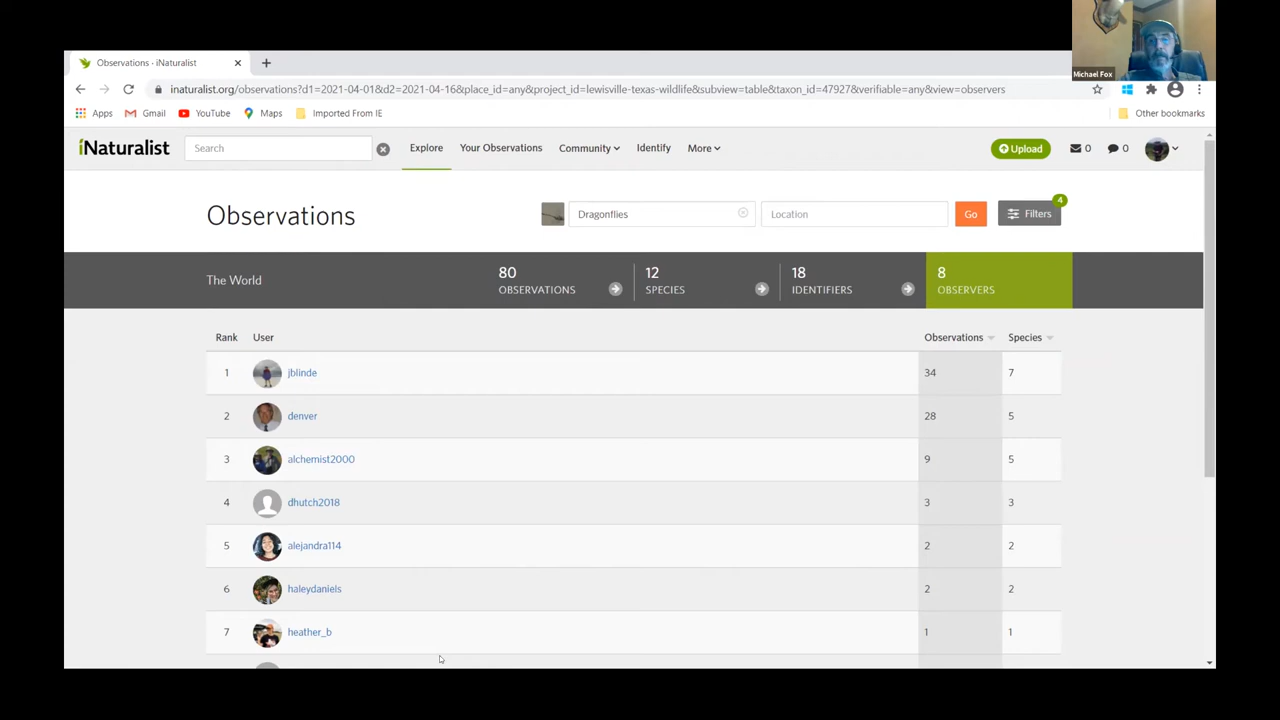 Michael Fox
Observations · iNaturalist
inaturalist.org/observations?d1=2021-04-01&d2=2021-04-16&place_id=any&project_id=lewisville-texas-wildlife&subview=table&taxon_id=47927&verifiable=any&view=observers
Apps Gmail YouTube Maps Imported From IE Other bookmarks
iNaturalist Search Explore Your Observations Community Identify More Upload 0 0
4
Observations Dragonflies Location Go Filters
The World
80 OBSERVATIONS
12 SPECIES
18 IDENTIFIERS
8 OBSERVERS
Rank User Observations Species
1 jblinde 34 7
2 denver 28 5
3 alchemist2000 9 5
4 dhutch2018 3 3
5 alejandra114 2 2
6 haleydaniels 2 2
7 heather_b 1 1